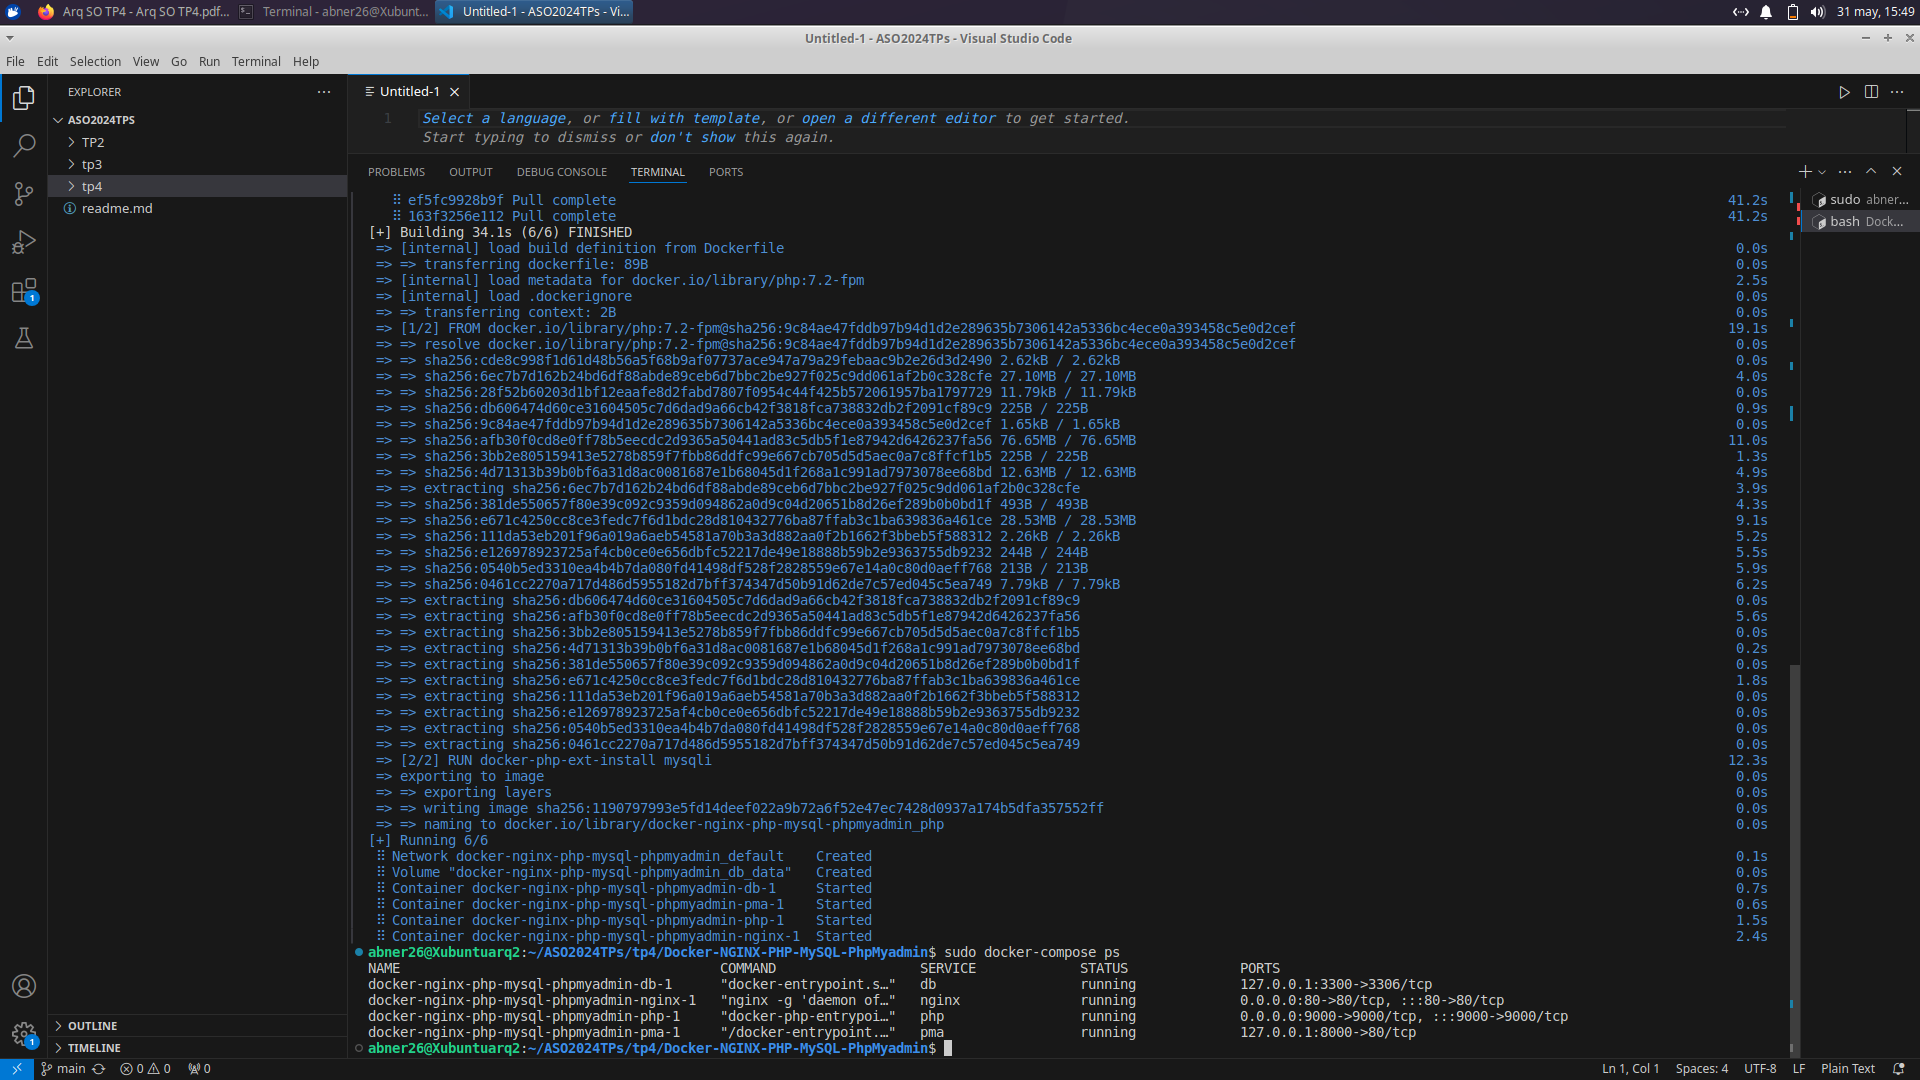 Arq SO TP4 - Arq SO TP4.pdf...
Terminal - abner26@Xubunt...
Untitled-1 - ASO2024TPs - Vi...
31 may, 15:49
Untitled-1 - ASO2024TPs - Visual Studio Code
File Edit Selection View Go Run Terminal Help
EXPLORER
ASO2024TPS
TP2
tp3
tp4
readme.md
OUTLINE
TIMELINE
1
1
Untitled-1
1 Select a language, or fill with template, or open a different editor to get started.
Start typing to dismiss or don't show this again.
PROBLEMS OUTPUT DEBUG CONSOLE TERMINAL PORTS
sudo abner...
bash Dock...
ef5fc9928b9f Pull complete 41.2s
163f3256e112 Pull complete 41.2s
[+] Building 34.1s (6/6) FINISHED
=> [internal] load build definition from Dockerfile 0.0s
=> => transferring dockerfile: 89B 0.0s
=> [internal] load metadata for docker.io/library/php:7.2-fpm 2.5s
=> [internal] load .dockerignore 0.0s
=> => transferring context: 2B 0.0s
=> [1/2] FROM docker.io/library/php:7.2-fpm@sha256:9c84ae47fddb97b94d1d2e289635b7306142a5336bc4ece0a393458c5e0d2cef 19.1s
=> => resolve docker.io/library/php:7.2-fpm@sha256:9c84ae47fddb97b94d1d2e289635b7306142a5336bc4ece0a393458c5e0d2cef 0.0s
=> => sha256:cde8c998f1d61d48b56a5f68b9af07737ace947a79a29febaac9b2e26d3d2490 2.62kB / 2.62kB 0.0s
=> => sha256:6ec7b7d162b24bd6df88abde89ceb6d7bbc2be927f025c9dd061af2b0c328cfe 27.10MB / 27.10MB 4.0s
=> => sha256:28f52b60203d1bf12eaafe8d2fabd7807f0954c44f425b572061957ba1797729 11.79kB / 11.79kB 0.0s
=> => sha256:db606474d60ce31604505c7d6dad9a66cb42f3818fca738832db2f2091cf89c9 225B / 225B 0.9s
=> => sha256:9c84ae47fddb97b94d1d2e289635b7306142a5336bc4ece0a393458c5e0d2cef 1.65kB / 1.65kB 0.0s
=> => sha256:afb30f0cd8e0ff78b5eecdc2d9365a50441ad83c5db5f1e87942d6426237fa56 76.65MB / 76.65MB 11.0s
=> => sha256:3bb2e805159413e5278b859f7fbb86ddfc99e667cb705d5d5aec0a7c8ffcf1b5 225B / 225B 1.3s
=> => sha256:4d71313b39b0bf6a31d8ac0081687e1b68045d1f268a1c991ad7973078ee68bd 12.63MB / 12.63MB 4.9s
=> => extracting sha256:6ec7b7d162b24bd6df88abde89ceb6d7bbc2be927f025c9dd061af2b0c328cfe 3.9s
=> => sha256:381de550657f80e39c092c9359d094862a0d9c04d20651b8d26ef289b0b0bd1f 493B / 493B 4.3s
=> => sha256:e671c4250cc8ce3fedc7f6d1bdc28d810432776ba87ffab3c1ba639836a461ce 28.53MB / 28.53MB 9.1s
=> => sha256:111da53eb201f96a019a6aeb54581a70b3a3d882aa0f2b1662f3bbeb5f588312 2.26kB / 2.26kB 5.2s
=> => sha256:e126978923725af4cb0ce0e656dbfc52217de49e18888b59b2e9363755db9232 244B / 244B 5.5s
=> => sha256:0540b5ed3310ea4b4b7da080fd41498df528f2828559e67e14a0c80d0aeff768 213B / 213B 5.9s
=> => sha256:0461cc2270a717d486d5955182d7bff374347d50b91d62de7c57ed045c5ea749 7.79kB / 7.79kB 6.2s
=> => extracting sha256:db606474d60ce31604505c7d6dad9a66cb42f3818fca738832db2f2091cf89c9 0.0s
=> => extracting sha256:afb30f0cd8e0ff78b5eecdc2d9365a50441ad83c5db5f1e87942d6426237fa56 5.6s
=> => extracting sha256:3bb2e805159413e5278b859f7fbb86ddfc99e667cb705d5d5aec0a7c8ffcf1b5 0.0s
=> => extracting sha256:4d71313b39b0bf6a31d8ac0081687e1b68045d1f268a1c991ad7973078ee68bd 0.2s
=> => extracting sha256:381de550657f80e39c092c9359d094862a0d9c04d20651b8d26ef289b0b0bd1f 0.0s
=> => extracting sha256:e671c4250cc8ce3fedc7f6d1bdc28d810432776ba87ffab3c1ba639836a461ce 1.8s
=> => extracting sha256:111da53eb201f96a019a6aeb54581a70b3a3d882aa0f2b1662f3bbeb5f588312 0.0s
=> => extracting sha256:e126978923725af4cb0ce0e656dbfc52217de49e18888b59b2e9363755db9232 0.0s
=> => extracting sha256:0540b5ed3310ea4b4b7da080fd41498df528f2828559e67e14a0c80d0aeff768 0.0s
=> => extracting sha256:0461cc2270a717d486d5955182d7bff374347d50b91d62de7c57ed045c5ea749 0.0s
=> [2/2] RUN docker-php-ext-install mysqli 12.3s
=> exporting to image 0.0s
=> => exporting layers 0.0s
=> => writing image sha256:1190797993e5fd14deef022a9b72a6f52e47ec7428d0937a174b5dfa357552ff 0.0s
=> => naming to docker.io/library/docker-nginx-php-mysql-phpmyadmin_php 0.0s
[+] Running 6/6
Network docker-nginx-php-mysql-phpmyadmin_default Created 0.1s
Volume "docker-nginx-php-mysql-phpmyadmin_db_data" Created 0.0s
Container docker-nginx-php-mysql-phpmyadmin-db-1 Started 0.7s
Container docker-nginx-php-mysql-phpmyadmin-pma-1 Started 0.6s
Container docker-nginx-php-mysql-phpmyadmin-php-1 Started 1.5s
Container docker-nginx-php-mysql-phpmyadmin-nginx-1 Started 2.4s
abner26@Xubuntuarq2:~/ASO2024TPs/tp4/Docker-NGINX-PHP-MySQL-PhpMyadmin$ sudo docker-compose ps
NAME COMMAND SERVICE STATUS PORTS
docker-nginx-php-mysql-phpmyadmin-db-1 "docker-entrypoint.s…" db running 127.0.0.1:3300->3306/tcp
docker-nginx-php-mysql-phpmyadmin-nginx-1 "nginx -g 'daemon of…" nginx running 0.0.0.0:80->80/tcp, :::80->80/tcp
docker-nginx-php-mysql-phpmyadmin-php-1 "docker-php-entrypoi…" php running 0.0.0.0:9000->9000/tcp, :::9000->9000/tcp
docker-nginx-php-mysql-phpmyadmin-pma-1 "/docker-entrypoint.…" pma running 127.0.0.1:8000->80/tcp
abner26@Xubuntuarq2:~/ASO2024TPs/tp4/Docker-NGINX-PHP-MySQL-PhpMyadmin$
main 0 0 0 Ln 1, Col 1 Spaces: 4 UTF-8 LF Plain Text